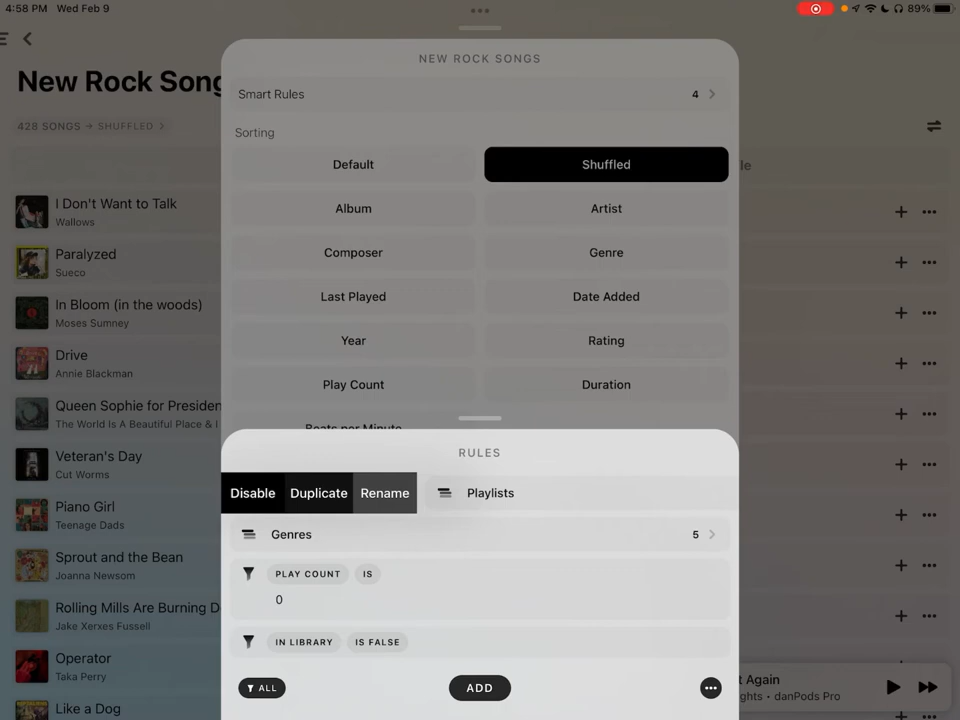 4:58 PM Wed Feb 9
89%
New Rock Song
428 SONGS → SHUFFLED >
I Don't Want to Talk
Wallows
Paralyzed
Sueco
In Bloom (in the woods)
Moses Sumney
Drive
Annie Blackman
Queen Sophie for Presiden
The World Is A Beautiful Place & I
Veteran's Day
Cut Worms
Piano Girl
Teenage Dads
Sprout and the Bean
Joanna Newsom
Rolling Mills Are Burning D
Jake Xerxes Fussell
Operator
Taka Perry
Like a Dog
NEW ROCK SONGS
Smart Rules 4
Sorting
Default Shuffled
Album Artist
Composer Genre
Last Played Date Added
Year Rating
Play Count Duration
Beats per Minute
RULES
Disable Duplicate Rename Playlists
Genres 5
PLAY COUNT IS
0
IN LIBRARY IS FALSE
ALL ADD
le
t Again
ghts • danPods Pro